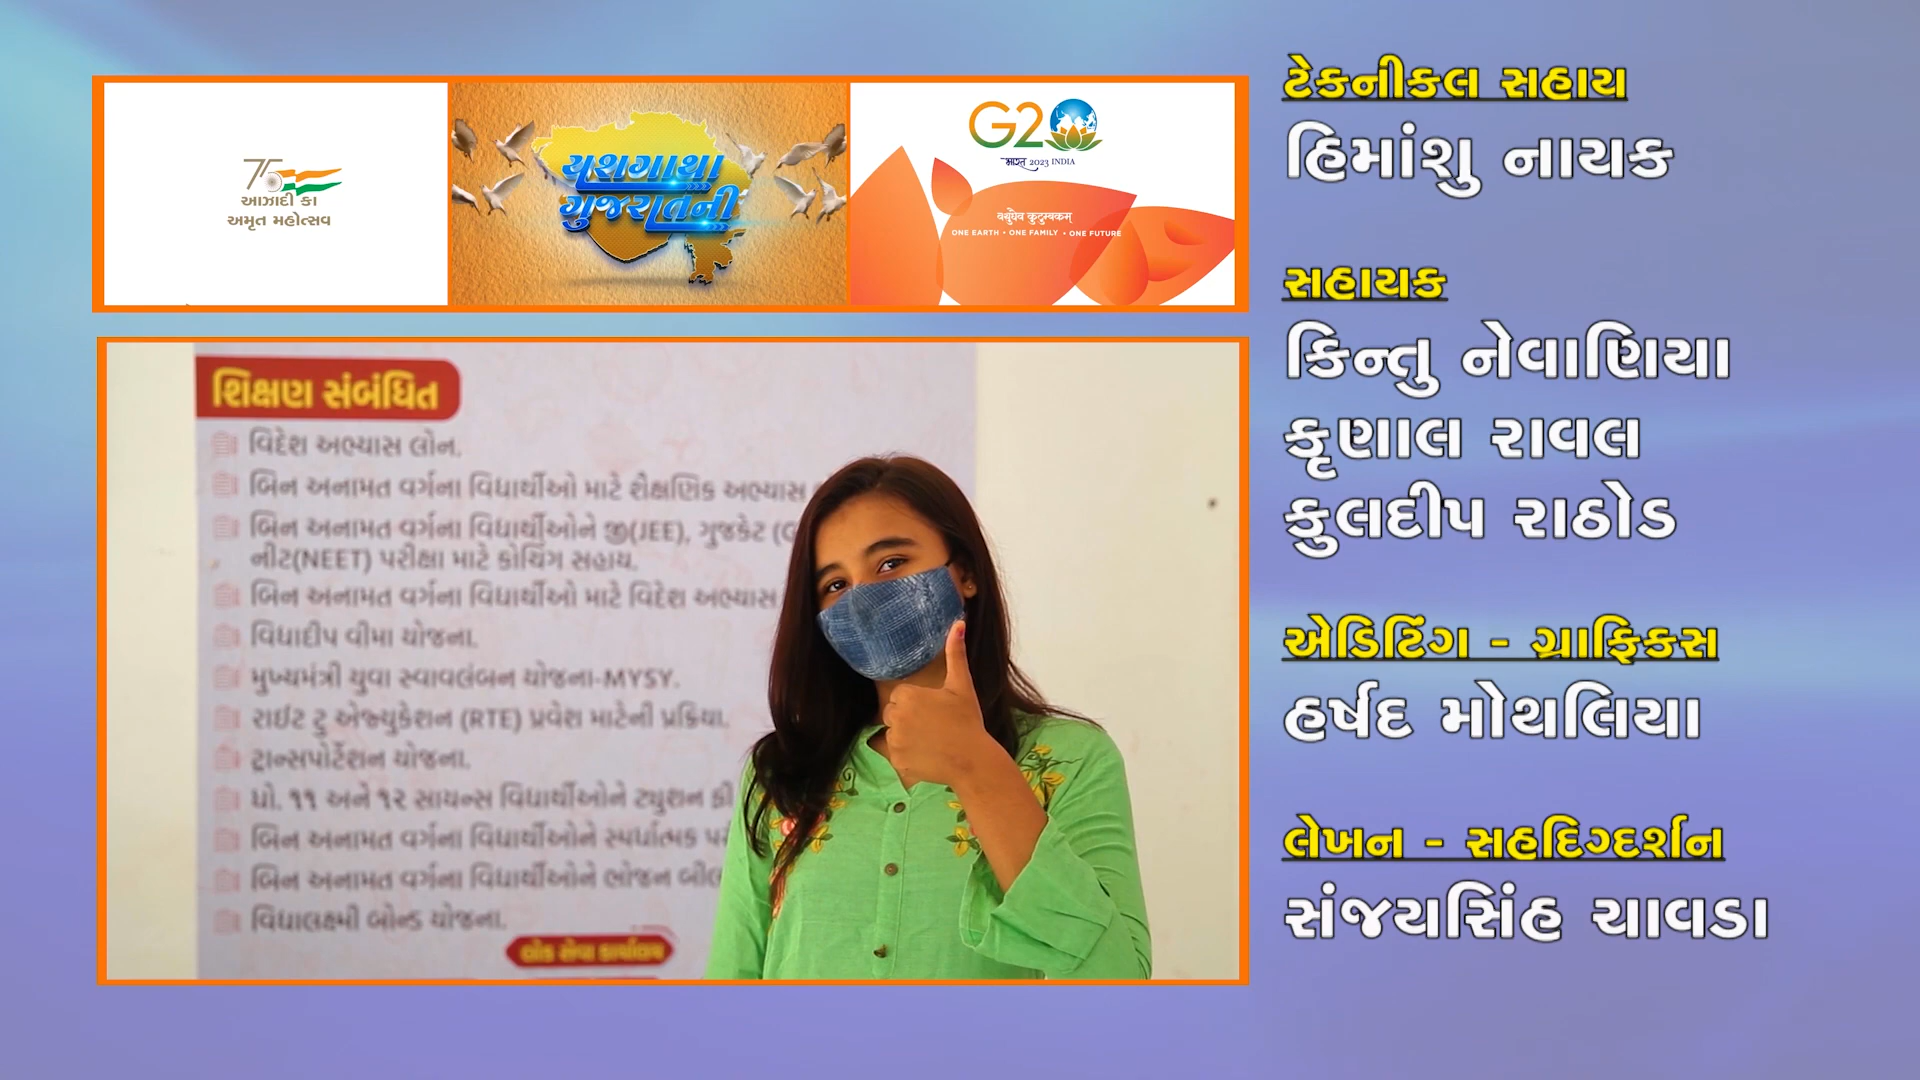 75
આઝાદી કા
અમૃત મહોત્સવ
યશગાથા
ગુજરાતની
G20
भारत 2023 INDIA
वसुधैव कुटुम्बकम्
ONE EARTH • ONE FAMILY • ONE FUTURE
શિક્ષણ સંબંધિત
વિદેશ અભ્યાસ લોન.
બિન અનામત વર્ગના વિદ્યાર્થીઓ માટે શૈક્ષણિક અભ્યાસ
બિન અનામત વર્ગના વિદ્યાર્થીઓને જી(JEE), ગુજકેટ (
નીટ(NEET) પરીક્ષા માટે કોચિંગ સહાય.
બિન અનામત વર્ગના વિદ્યાર્થીઓ માટે વિદેશ અભ્યાસ
વિદ્યાદીપ વીમા યોજના.
મુખ્યમંત્રી યુવા સ્વાવલંબન યોજના-MYSY.
રાઈટ ટુ એજ્યુકેશન (RTE) પ્રવેશ માટેની પ્રક્રિયા.
ટ્રાન્સપોર્ટેશન યોજના.
ધો. ૧૧ અને ૧૨ સાયન્સ વિદ્યાર્થીઓને ટ્યુશન ફી
બિન અનામત વર્ગના વિદ્યાર્થીઓને સ્પર્ધાત્મક
બિન અનામત વર્ગના વિદ્યાર્થીઓને ભોજન બીલ
વિદ્યાલક્ષ્મી બોન્ડ યોજના.
લોક સેવા કાર્યાલય
ટેકનીકલ સહાય
હિમાંશુ નાયક
સહાયક
કિન્તુ નેવાણિયા
કૃણાલ રાવલ
કુલદીપ રાઠોડ
એડિટિંગ - ગ્રાફિકસ
હર્ષદ મોથલિયા
લેખન - સહદિગ્દર્શન
સંજયસિંહ ચાવડા